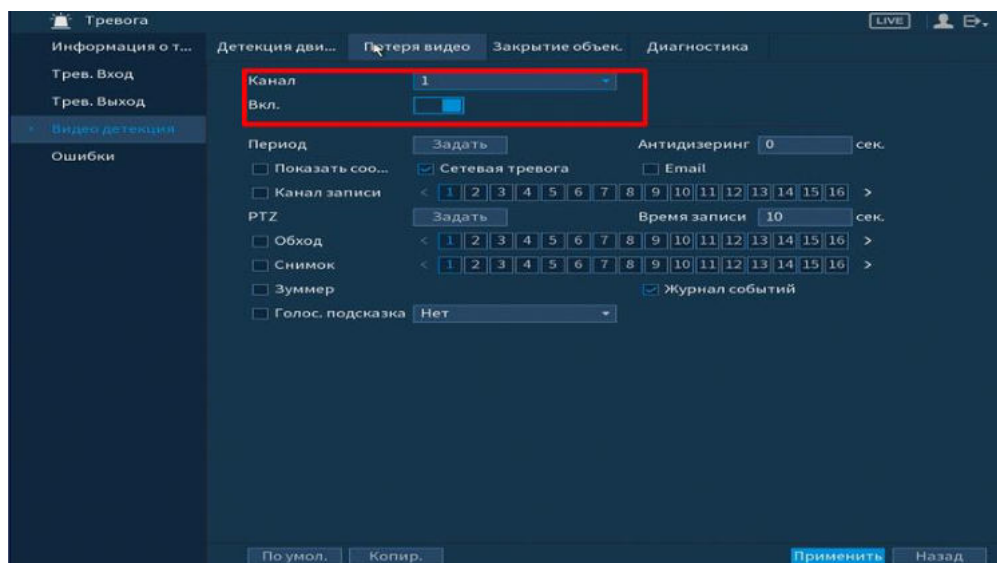 Тревога
LIVE
Информация о т...
Трев. Вход
Трев. Выход
Видео детекция
Ошибки
Детекция дви... Потеря видео Закрытие объек. Диагностика
Канал 1
Вкл.
Период Задать Антидизеринг 0 сек.
Показать соо... Сетевая тревога Email
Канал записи < 1 2 3 4 5 6 7 8 9 10 11 12 13 14 15 16 >
PTZ Задать Время записи 10 сек.
Обход < 1 2 3 4 5 6 7 8 9 10 11 12 13 14 15 16 >
Снимок < 1 2 3 4 5 6 7 8 9 10 11 12 13 14 15 16 >
Зуммер Журнал событий
Голос. подсказка Нет
По умол. Копир. Применить Назад